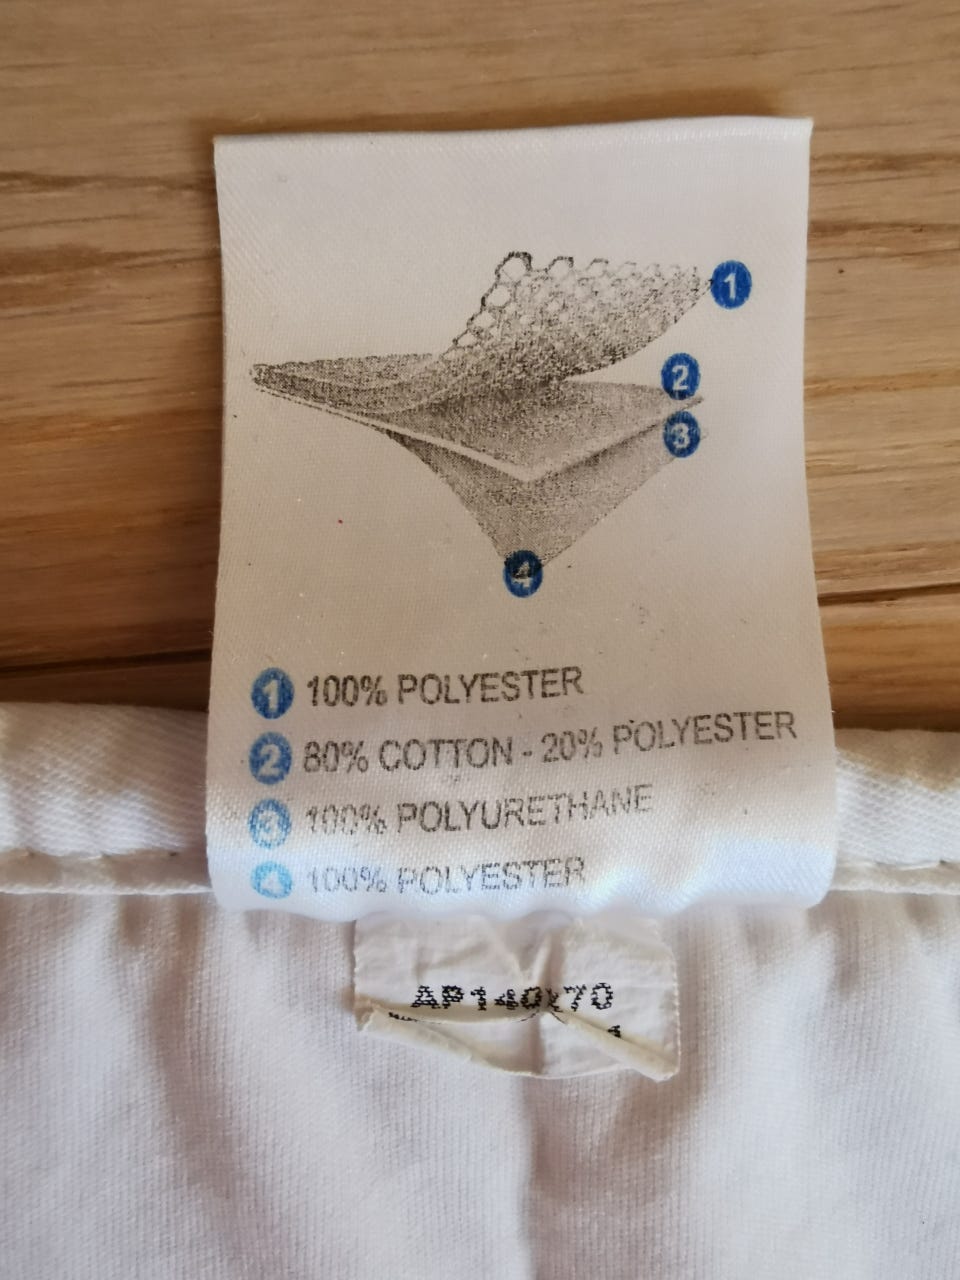 1
2
3
4
1 100% POLYESTER
2 80% COTTON - 20% POLYESTER
3 100% POLYURETHANE
4 100% POLYESTER
AP140x70